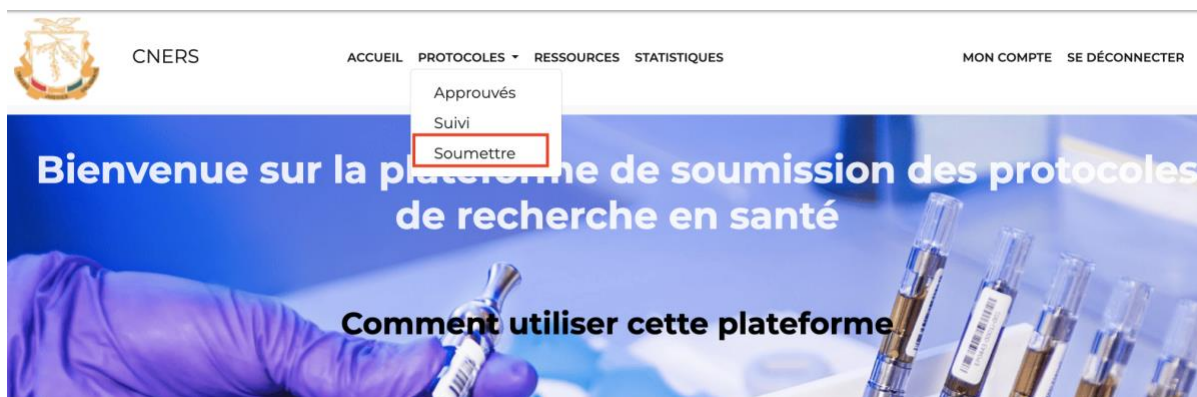 CNERS
ACCUEIL PROTOCOLES RESSOURCES STATISTIQUES
MON COMPTE SE DÉCONNECTER
Approuvés
Suivi
Soumettre
Bienvenue sur la plateforme de soumission des protocoles
de recherche en santé
Comment utiliser cette plateforme